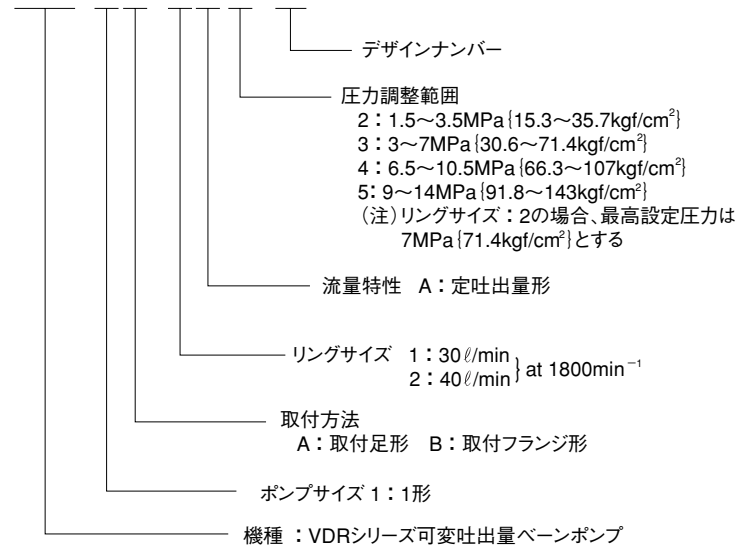 デザインナンバー
圧力調整範囲
2：1.5〜3.5MPa{15.3〜35.7kgf/cm²}
3：3〜7MPa{30.6〜71.4kgf/cm²}
4：6.5〜10.5MPa{66.3〜107kgf/cm²}
5: 9〜14MPa{91.8〜143kgf/cm²}
（注）リングサイズ：2の場合、最高設定圧力は
7MPa{71.4kgf/cm²}とする
流量特性 A：定吐出量形
リングサイズ 1：30ℓ/min
2：40ℓ/min } at 1800min⁻¹
取付方法
A：取付足形 B：取付フランジ形
ポンプサイズ 1：1形
機種 ：VDRシリーズ可変吐出量ベーンポンプ